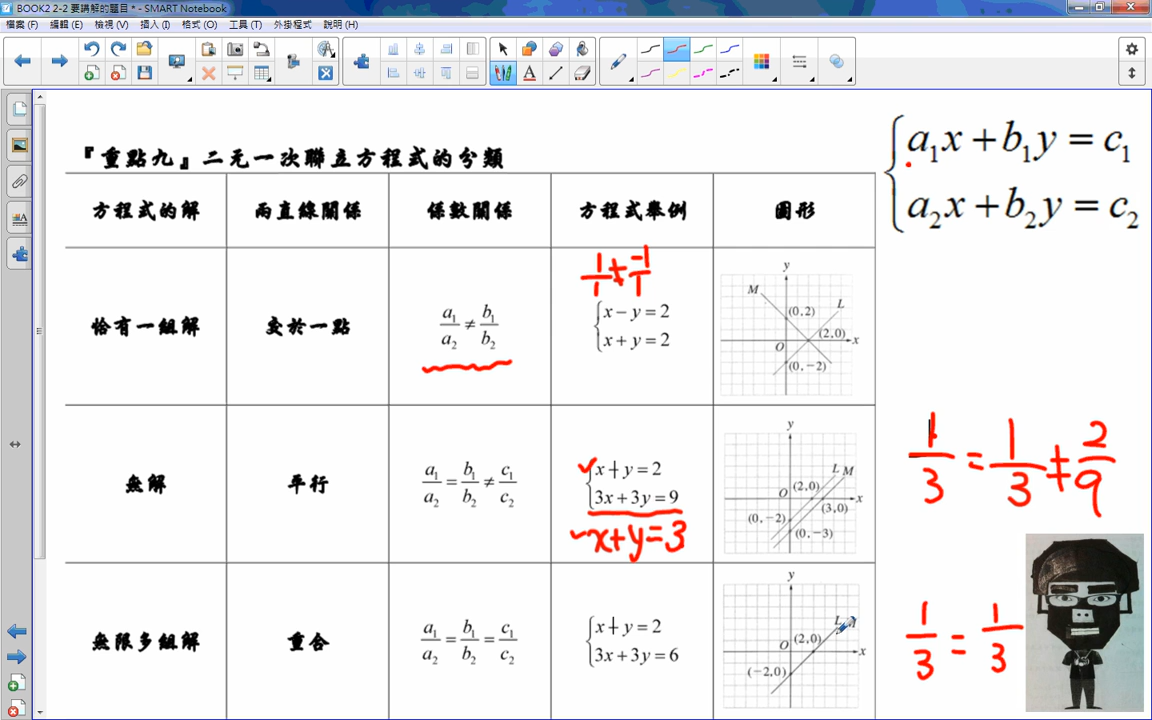 BOOK2 2-2 要講解的題目 * - SMART Notebook
檔案 (F) 編輯 (E) 檢視 (V) 插入 (I) 格式 (O) 工具 (T) 外掛程式 說明 (H)
『重點九』二元一次聯立方程式的分類
a₁x + b₁y = c₁
a₂x + b₂y = c₂
方程式的解 兩直線關係 係數關係 方程式舉例 圖形
1/1 ≠ -1/1
恰有一組解 交於一點 a₁/a₂ ≠ b₁/b₂
x − y = 2
x + y = 2
y M L (0,2) (2,0) O x (0,−2)
無解 平行 a₁/a₂ = b₁/b₂ ≠ c₁/c₂
x + y = 2
3x + 3y = 9
x+y=3
y L M (2,0) O x (3,0) (0,−2) (0,−3)
1/3 = 1/3 ≠ 2/9
無限多組解 重合 a₁/a₂ = b₁/b₂ = c₁/c₂
x + y = 2
3x + 3y = 6
y L O (2,0) x (−2,0)
1/3 = 1/3